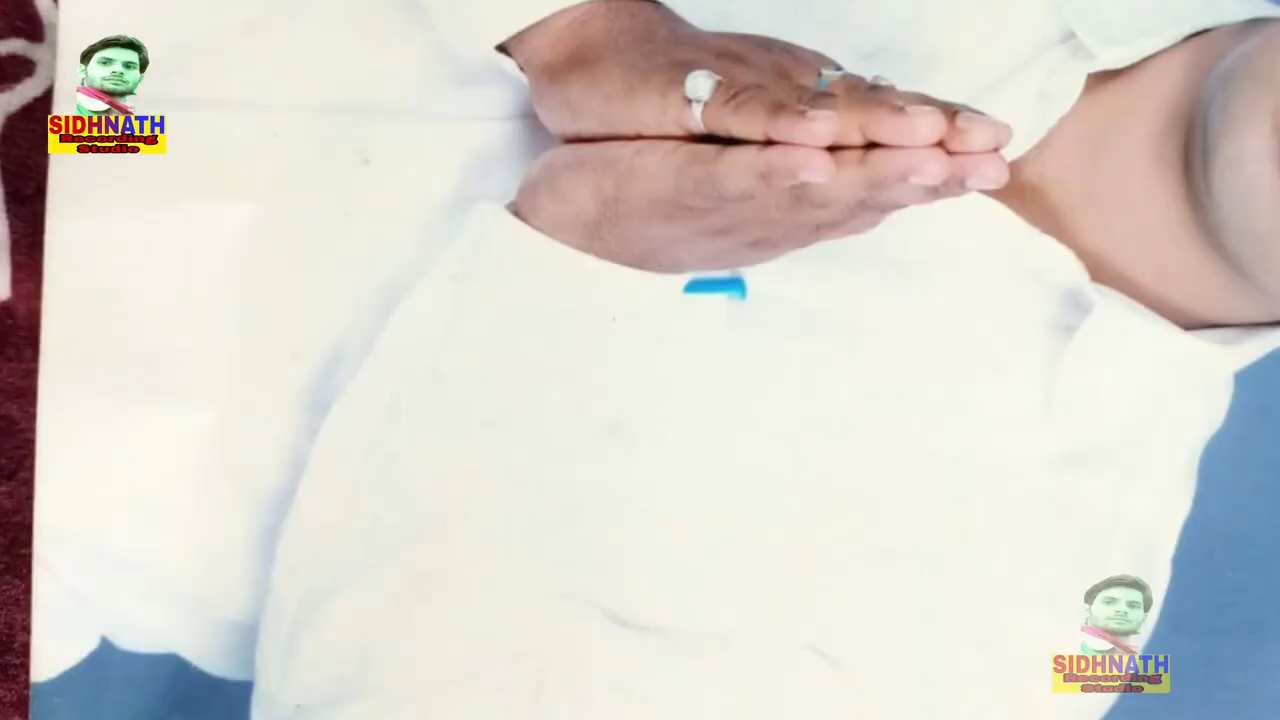 SIDHNATH
Recording
Studio
SIDHNATH
Recording
Studio